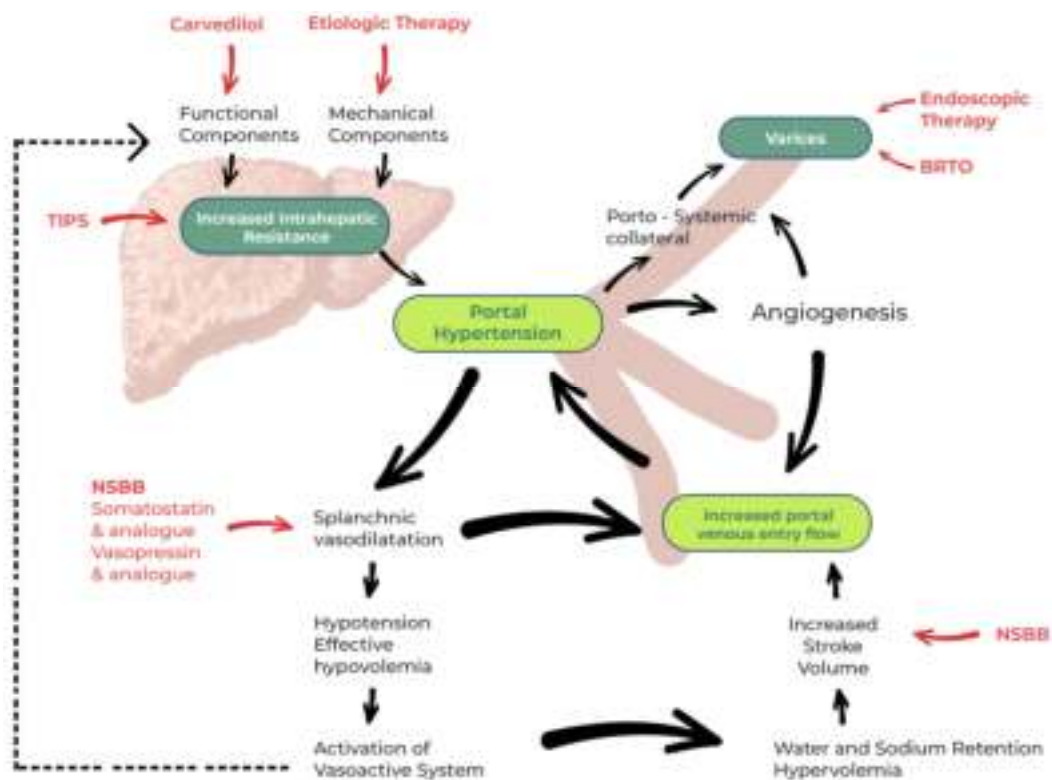 Carvedilol
Etiologic Therapy
Functional
Components
Mechanical
Components
Endoscopic
Therapy
Varices
BRTO
TIPS
Increased Intrahepatic
Resistance
Porto - Systemic
collateral
Portal
Hypertension
Angiogenesis
NSBB
Somatostatin
& analogue
Vasopressin
& analogue
Splanchnic
vasodilatation
Increased portal
venous entry flow
Hypotension
Effective
hypovolemia
Increased
Stroke
Volume
NSBB
Activation of
Vasoactive System
Water and Sodium Retention
Hypervolemia